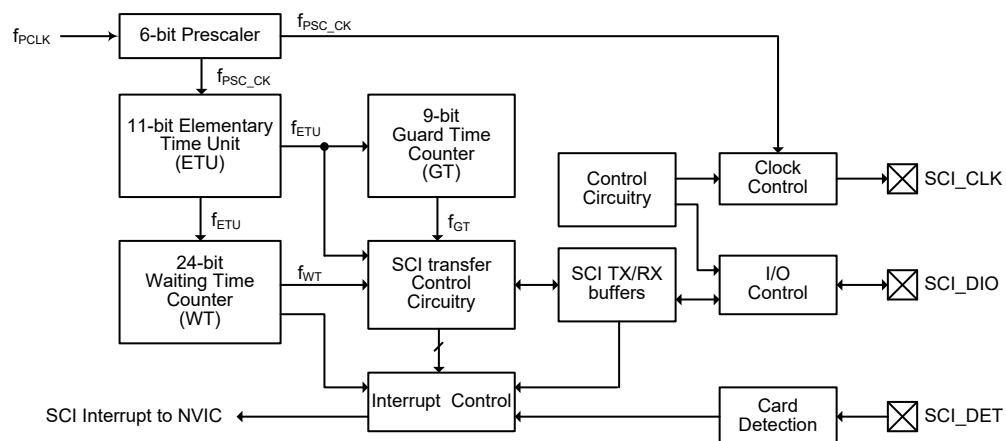 fPCLK
6-bit Prescaler
fPSC_CK
fPSC_CK
11-bit Elementary
Time Unit
(ETU)
fETU
9-bit
Guard Time
Counter
(GT)
Control
Circuitry
Clock
Control
SCI_CLK
fETU
fGT
24-bit
Waiting Time
Counter
(WT)
fWT
SCI transfer
Control
Circuitry
SCI TX/RX
buffers
I/O
Control
SCI_DIO
SCI Interrupt to NVIC
Interrupt Control
Card
Detection
SCI_DET